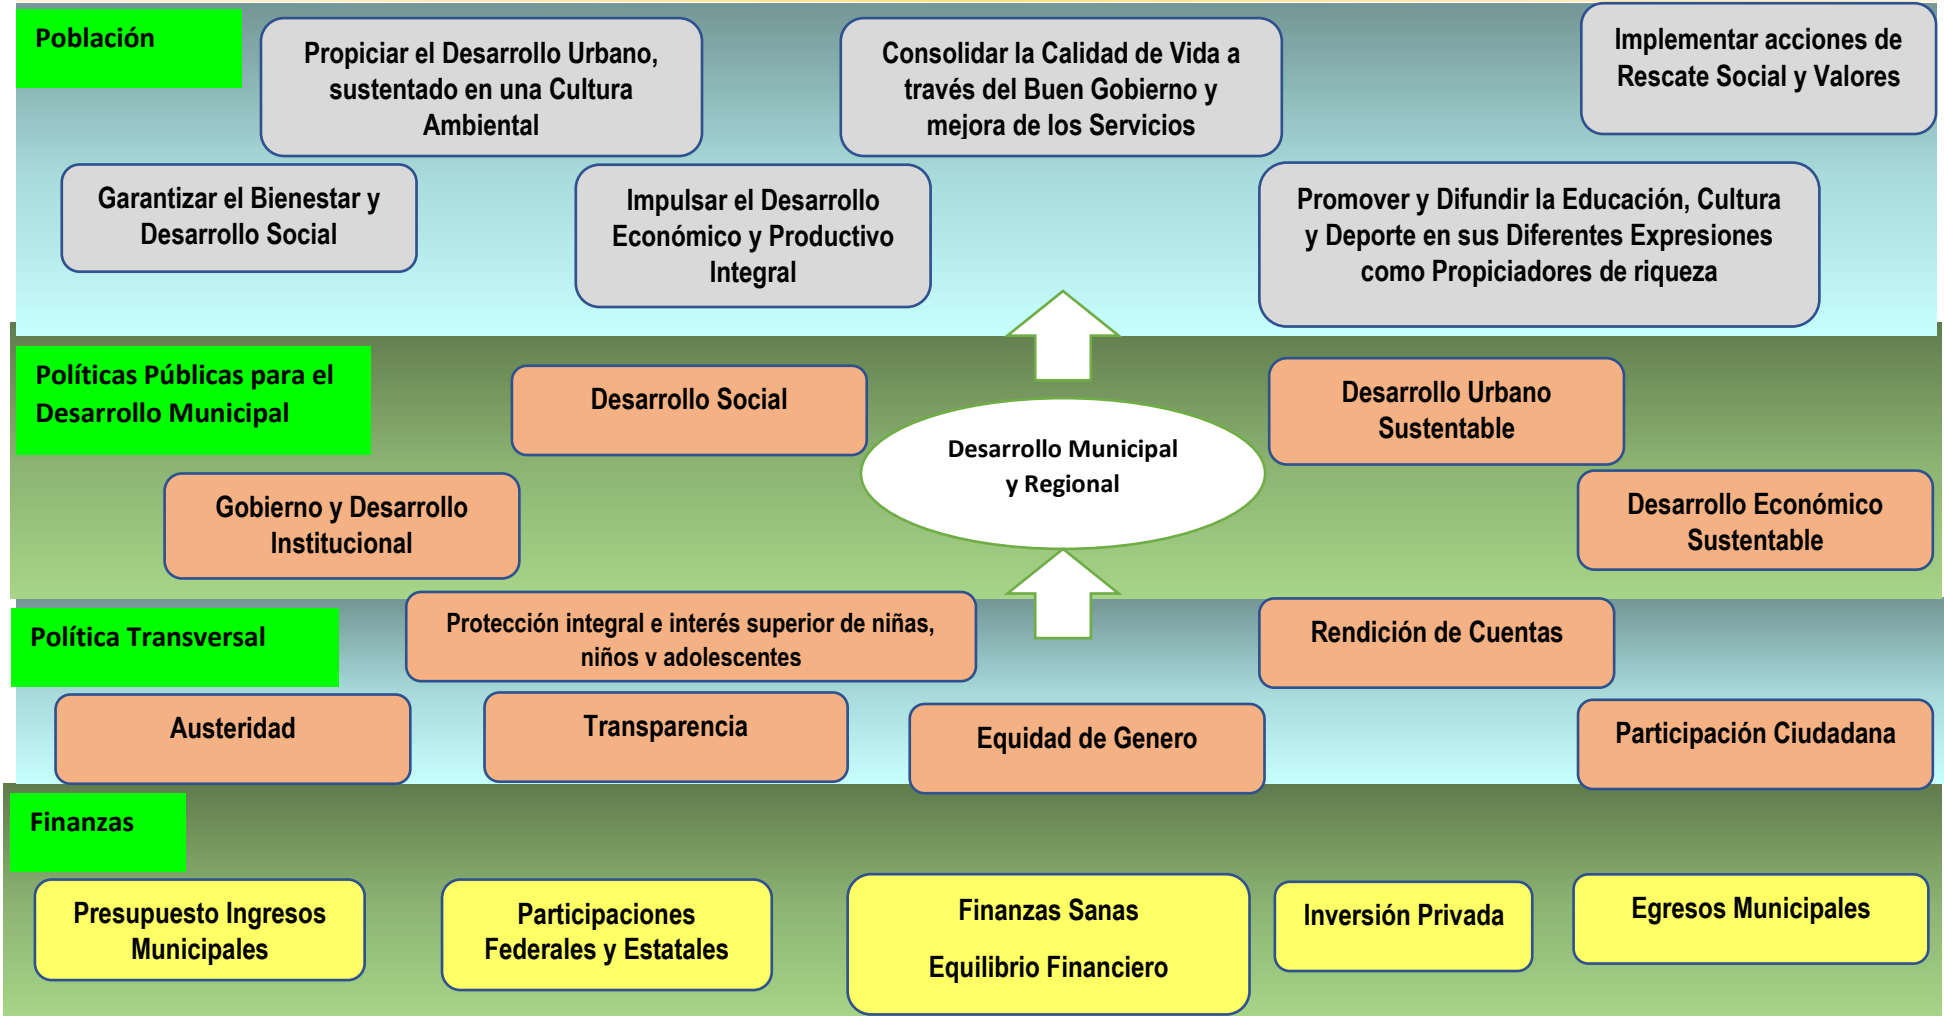 Población
Propiciar el Desarrollo Urbano,
sustentado en una Cultura
Ambiental
Consolidar la Calidad de Vida a
través del Buen Gobierno y
mejora de los Servicios
Implementar acciones de
Rescate Social y Valores
Garantizar el Bienestar y
Desarrollo Social
Impulsar el Desarrollo
Económico y Productivo
Integral
Promover y Difundir la Educación, Cultura
y Deporte en sus Diferentes Expresiones
como Propiciadores de riqueza
Políticas Públicas para el
Desarrollo Municipal
Desarrollo Social
Desarrollo Municipal
y Regional
Desarrollo Urbano
Sustentable
Gobierno y Desarrollo
Institucional
Desarrollo Económico
Sustentable
Política Transversal
Protección integral e interés superior de niñas,
niños y adolescentes
Rendición de Cuentas
Austeridad
Transparencia
Equidad de Genero
Participación Ciudadana
Finanzas
Presupuesto Ingresos
Municipales
Participaciones
Federales y Estatales
Finanzas Sanas
Equilibrio Financiero
Inversión Privada
Egresos Municipales